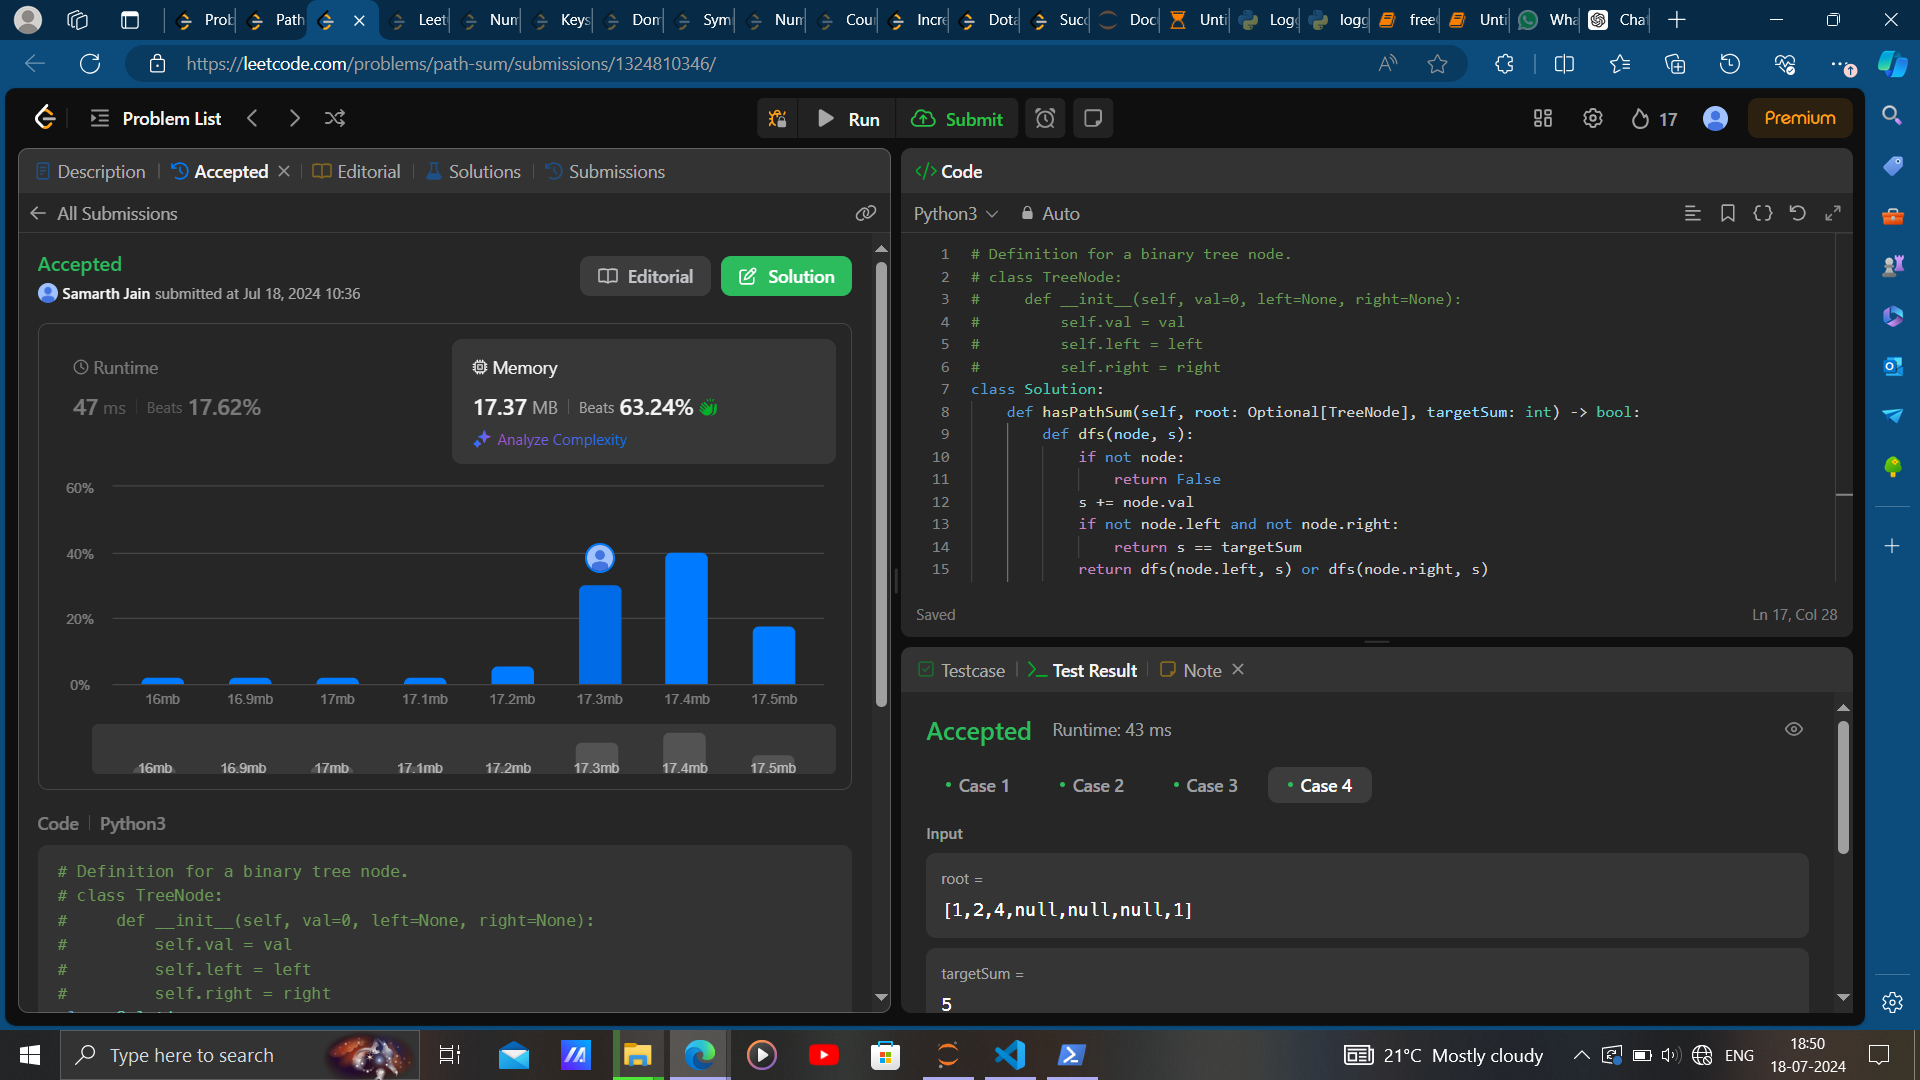 Prob
Path
Leet
Num
Keys
Dom
Sym
Num
Cour
Incre
Data
Succ
Docu
Unti
Logg
logg
free
Unti
Wha
Chat
https://leetcode.com/problems/path-sum/submissions/1324810346/
Problem List
Run
Submit
17
Premium
Description
Accepted
Editorial
Solutions
Submissions
All Submissions
Accepted
Samarth Jain submitted at Jul 18, 2024 10:36
Editorial
Solution
Runtime
47 ms
Beats 17.62%
Memory
17.37 MB
Beats 63.24%
Analyze Complexity
60%
40%
20%
0%
16mb 16.9mb 17mb 17.1mb 17.2mb 17.3mb 17.4mb 17.5mb
16mb 16.9mb 17mb 17.1mb 17.2mb 17.3mb 17.4mb 17.5mb
Code | Python3
# Definition for a binary tree node.
# class TreeNode:
#     def __init__(self, val=0, left=None, right=None):
#         self.val = val
#         self.left = left
#         self.right = right
</> Code
Python3
Auto
1 # Definition for a binary tree node.
2 # class TreeNode:
3 #     def __init__(self, val=0, left=None, right=None):
4 #         self.val = val
5 #         self.left = left
6 #         self.right = right
7 class Solution:
8     def hasPathSum(self, root: Optional[TreeNode], targetSum: int) -> bool:
9         def dfs(node, s):
10             if not node:
11                 return False
12             s += node.val
13             if not node.left and not node.right:
14                 return s == targetSum
15             return dfs(node.left, s) or dfs(node.right, s)
Saved
Ln 17, Col 28
Testcase
Test Result
Note
Accepted Runtime: 43 ms
Case 1
Case 2
Case 3
Case 4
Input
root =
[1,2,4,null,null,null,1]
targetSum =
5
Type here to search
21°C Mostly cloudy
ENG
18:50
18-07-2024